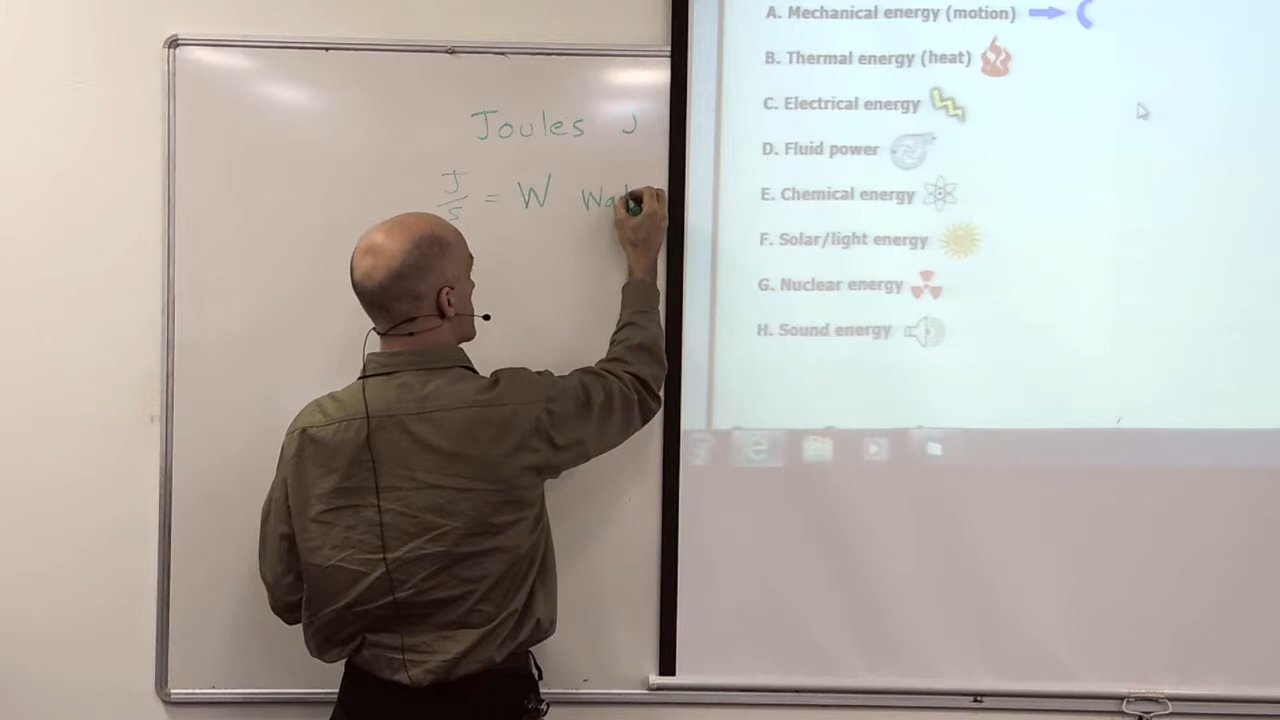 Joules J
J/s = W Wa
A. Mechanical energy (motion)
B. Thermal energy (heat)
C. Electrical energy
D. Fluid power
E. Chemical energy
F. Solar/light energy
G. Nuclear energy
H. Sound energy